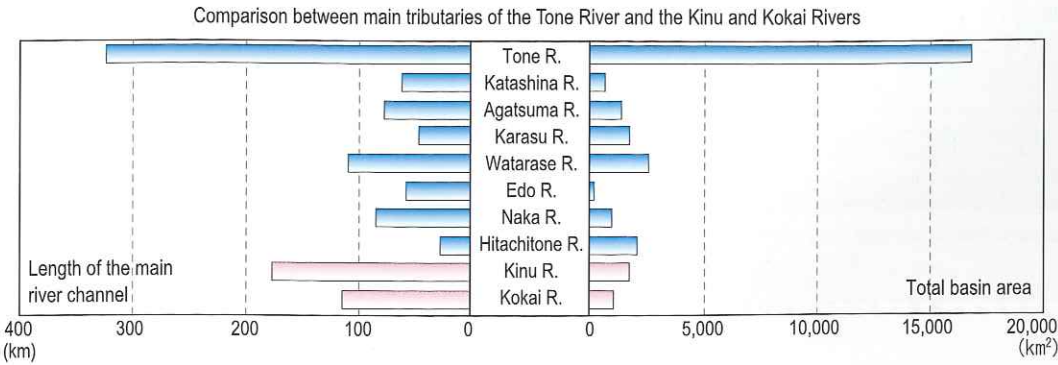 Comparison between main tributaries of the Tone River and the Kinu and Kokai Rivers
Tone R.
Katashina R.
Agatsuma R.
Karasu R.
Watarase R.
Edo R.
Naka R.
Hitachitone R.
Kinu R.
Kokai R.
Length of the main
river channel
Total basin area
400 300 200 100 0 0 5,000 10,000 15,000 20,000
(km) (km²)